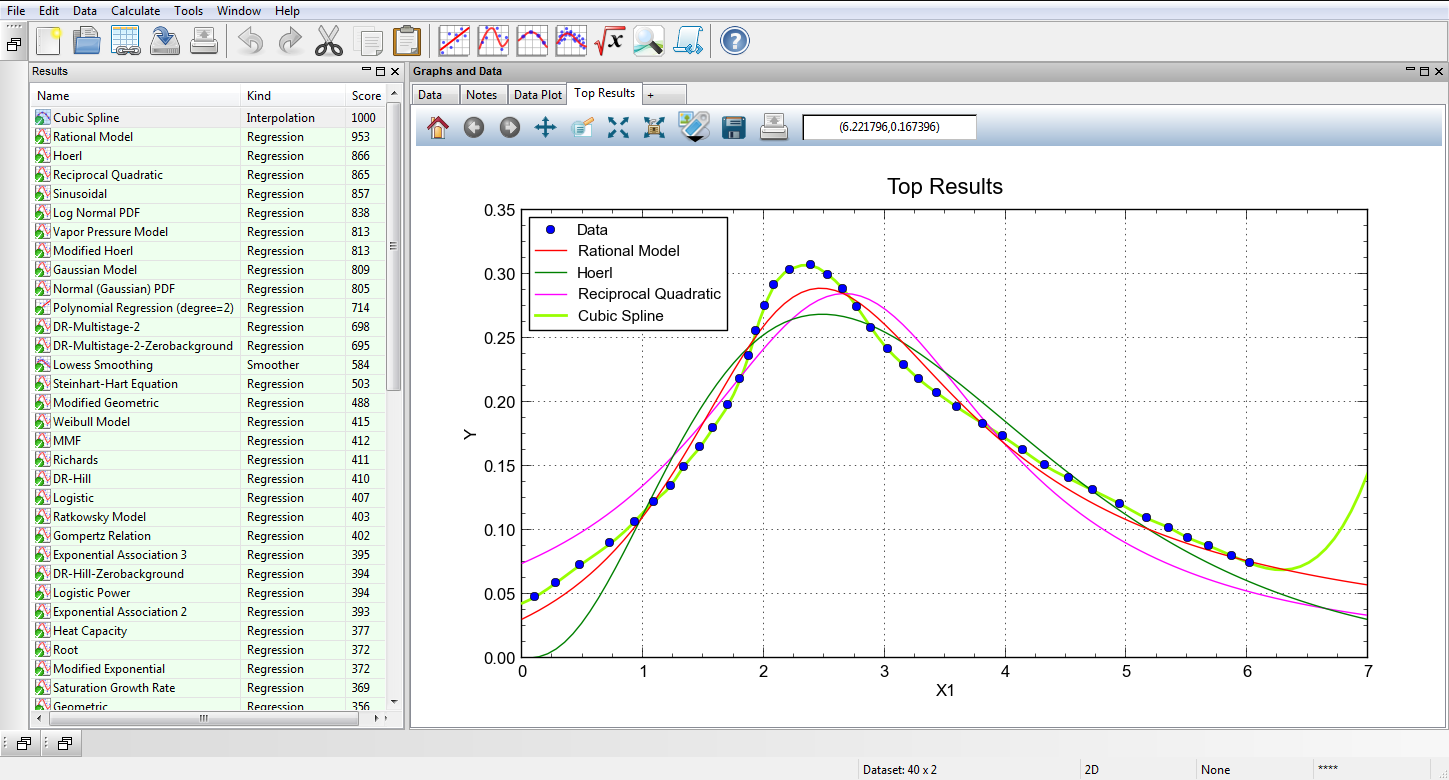 File Edit Data Calculate Tools Window Help
Results
Name Kind Score
Cubic Spline Interpolation 1000
Rational Model Regression 953
Hoerl Regression 866
Reciprocal Quadratic Regression 865
Sinusoidal Regression 857
Log Normal PDF Regression 838
Vapor Pressure Model Regression 813
Modified Hoerl Regression 813
Gaussian Model Regression 809
Normal (Gaussian) PDF Regression 805
Polynomial Regression (degree=2) Regression 714
DR-Multistage-2 Regression 698
DR-Multistage-2-Zerobackground Regression 695
Lowess Smoothing Smoother 584
Steinhart-Hart Equation Regression 503
Modified Geometric Regression 488
Weibull Model Regression 415
MMF Regression 412
Richards Regression 411
DR-Hill Regression 410
Logistic Regression 407
Ratkowsky Model Regression 403
Gompertz Relation Regression 402
Exponential Association 3 Regression 395
DR-Hill-Zerobackground Regression 394
Logistic Power Regression 394
Exponential Association 2 Regression 393
Heat Capacity Regression 377
Root Regression 372
Modified Exponential Regression 372
Saturation Growth Rate Regression 369
Geometric Regression 356
Graphs and Data
Data Notes Data Plot Top Results +
(6.221796,0.167396)
Top Results
Data
Rational Model
Hoerl
Reciprocal Quadratic
Cubic Spline
0.35
0.30
0.25
0.20
0.15
0.10
0.05
0.00
Y
0 1 2 3 4 5 6 7
X1
Dataset: 40 x 2 2D None ****